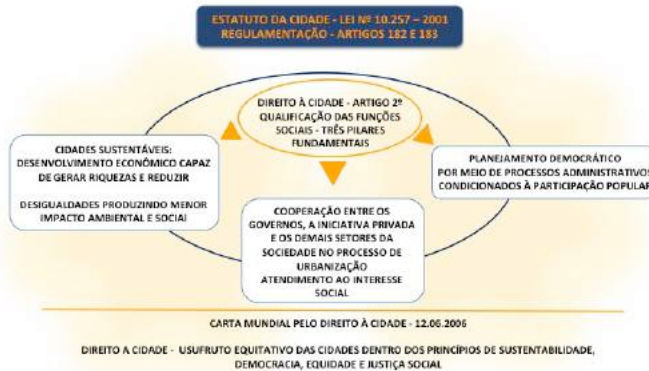 ESTATUTO DA CIDADE - LEI Nº 10.257 – 2001
REGULAMENTAÇÃO - ARTIGOS 182 E 183
DIREITO À CIDADE - ARTIGO 2º
QUALIFICAÇÃO DAS FUNÇÕES
SOCIAIS - TRÊS PILARES
FUNDAMENTAIS
CIDADES SUSTENTÁVEIS:
DESENVOLVIMENTO ECONÔMICO CAPAZ
DE GERAR RIQUEZAS E REDUZIR
DESIGUALDADES PRODUZINDO MENOR
IMPACTO AMBIENTAL E SOCIAL
COOPERAÇÃO ENTRE OS
GOVERNOS, A INICIATIVA PRIVADA
E OS DEMAIS SETORES DA
SOCIEDADE NO PROCESSO DE
URBANIZAÇÃO
ATENDIMENTO AO INTERESSE
SOCIAL
PLANEJAMENTO DEMOCRÁTICO
POR MEIO DE PROCESSOS ADMINISTRATIVOS
CONDICIONADOS À PARTICIPAÇÃO POPULAR
CARTA MUNDIAL PELO DIREITO À CIDADE - 12.06.2006
DIREITO A CIDADE - USUFRUTO EQUITATIVO DAS CIDADES DENTRO DOS PRINCÍPIOS DE SUSTENTABILIDADE,
DEMOCRACIA, EQUIDADE E JUSTIÇA SOCIAL